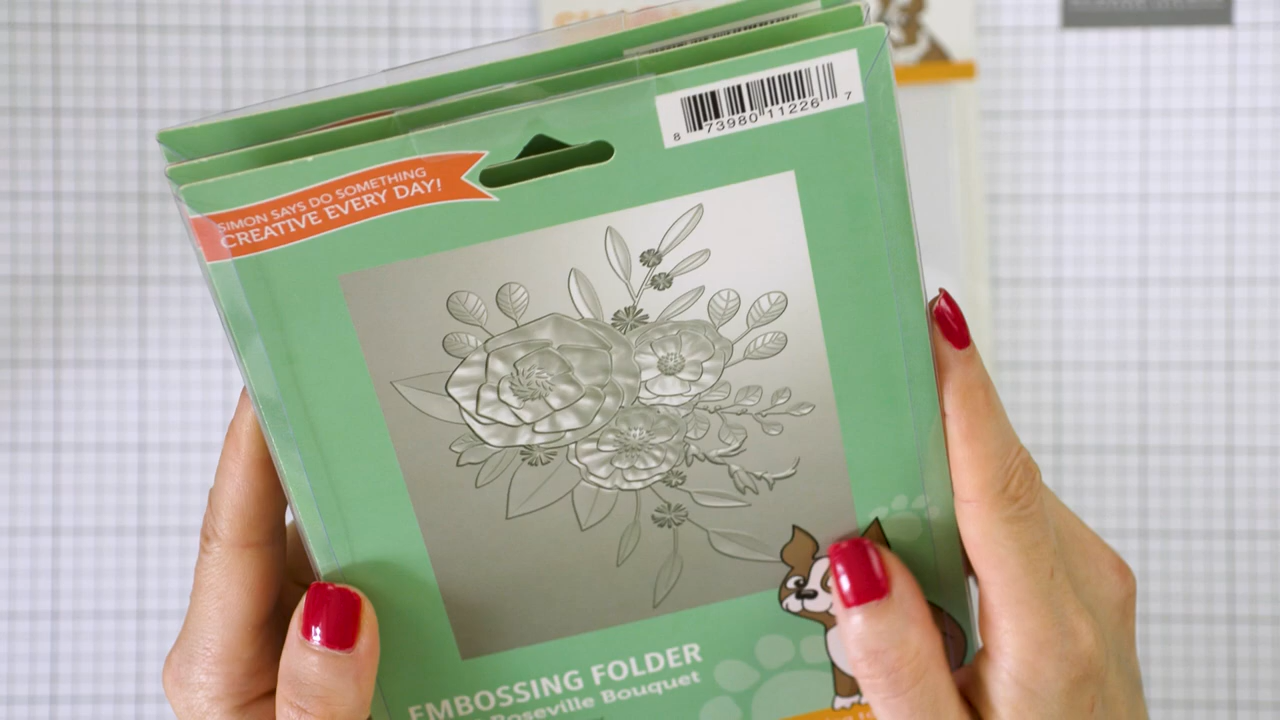 8 73980 11226 7
SIMON SAYS DO SOMETHING
CREATIVE EVERY DAY!
EMBOSSING FOLDER
Roseville Bouquet